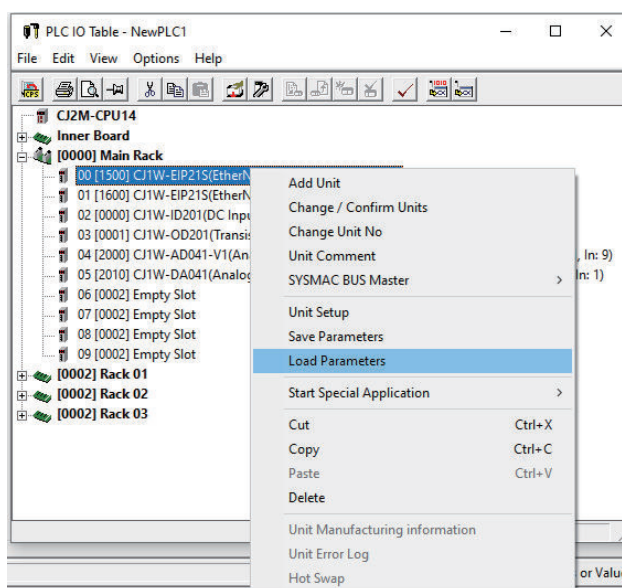 PLC IO Table - NewPLC1
File Edit View Options Help
CJ2M-CPU14
Inner Board
[0000] Main Rack
00 [1500] CJ1W-EIP21S(EtherN
01 [1600] CJ1W-EIP21S(EtherN
02 [0000] CJ1W-ID201(DC Inpu
03 [0001] CJ1W-OD201(Transis
04 [2000] CJ1W-AD041-V1(An , In: 9)
05 [2010] CJ1W-DA041(Analog In: 1)
06 [0002] Empty Slot
07 [0002] Empty Slot
08 [0002] Empty Slot
09 [0002] Empty Slot
[0002] Rack 01
[0002] Rack 02
[0002] Rack 03
Add Unit
Change / Confirm Units
Change Unit No
Unit Comment
SYSMAC BUS Master
Unit Setup
Save Parameters
Load Parameters
Start Special Application
Cut Ctrl+X
Copy Ctrl+C
Paste Ctrl+V
Delete
Unit Manufacturing information
Unit Error Log
Hot Swap
or Valu